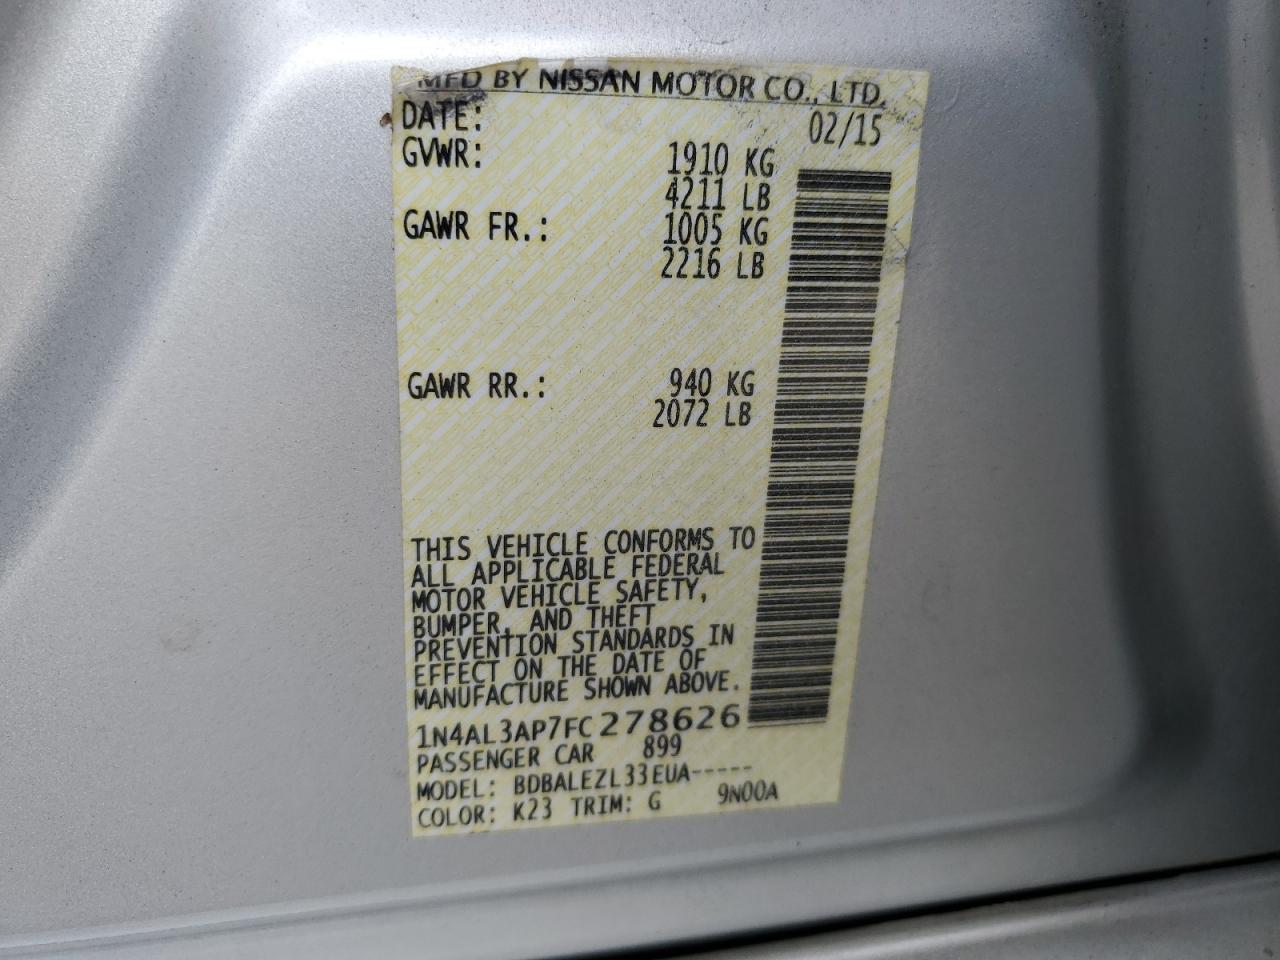 MFD BY NISSAN MOTOR CO., LTD.
DATE: 02/15
GVWR: 1910 KG
4211 LB
GAWR FR.: 1005 KG
2216 LB
GAWR RR.: 940 KG
2072 LB
THIS VEHICLE CONFORMS TO
ALL APPLICABLE FEDERAL
MOTOR VEHICLE SAFETY,
BUMPER, AND THEFT
PREVENTION STANDARDS IN
EFFECT ON THE DATE OF
MANUFACTURE SHOWN ABOVE.
1N4AL3AP7FC278626
PASSENGER CAR 899
MODEL: BDBALEZL33EUA-----
COLOR: K23 TRIM: G 9N00A